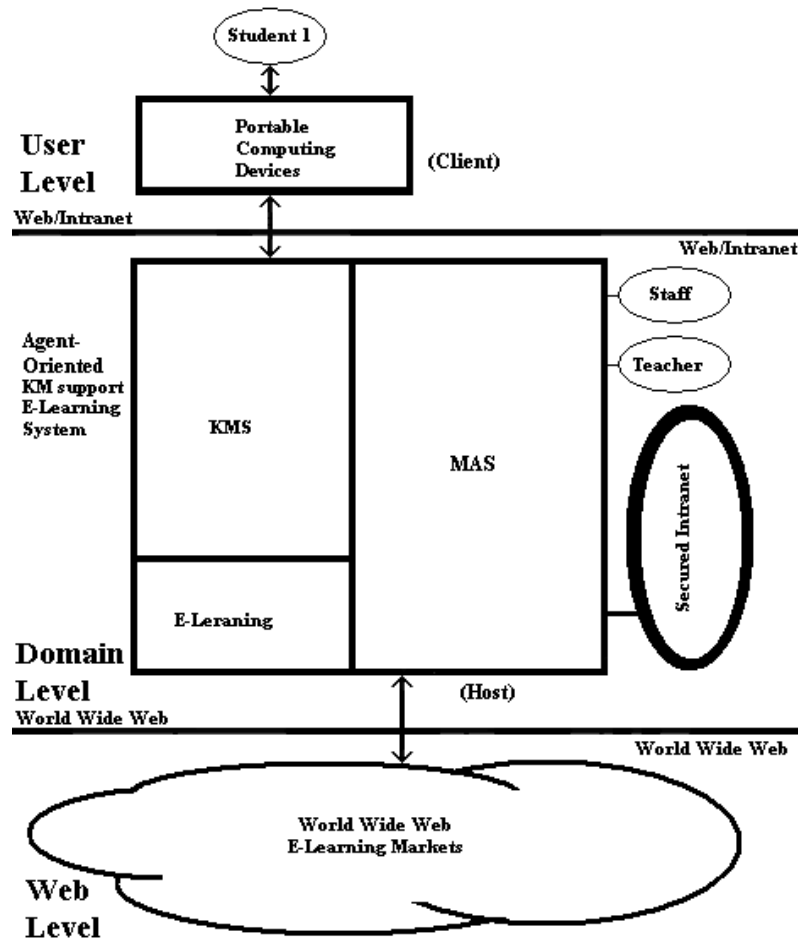 Student 1
Portable
Computing
Devices
(Client)
User
Level
Web/Intranet
Web/Intranet
Staff
Teacher
Agent-
Oriented
KM support
E-Learning
System
KMS
MAS
Secured Intranet
E-Leraning
Domain
Level
(Host)
World Wide Web
World Wide Web
World Wide Web
E-Learning Markets
Web
Level